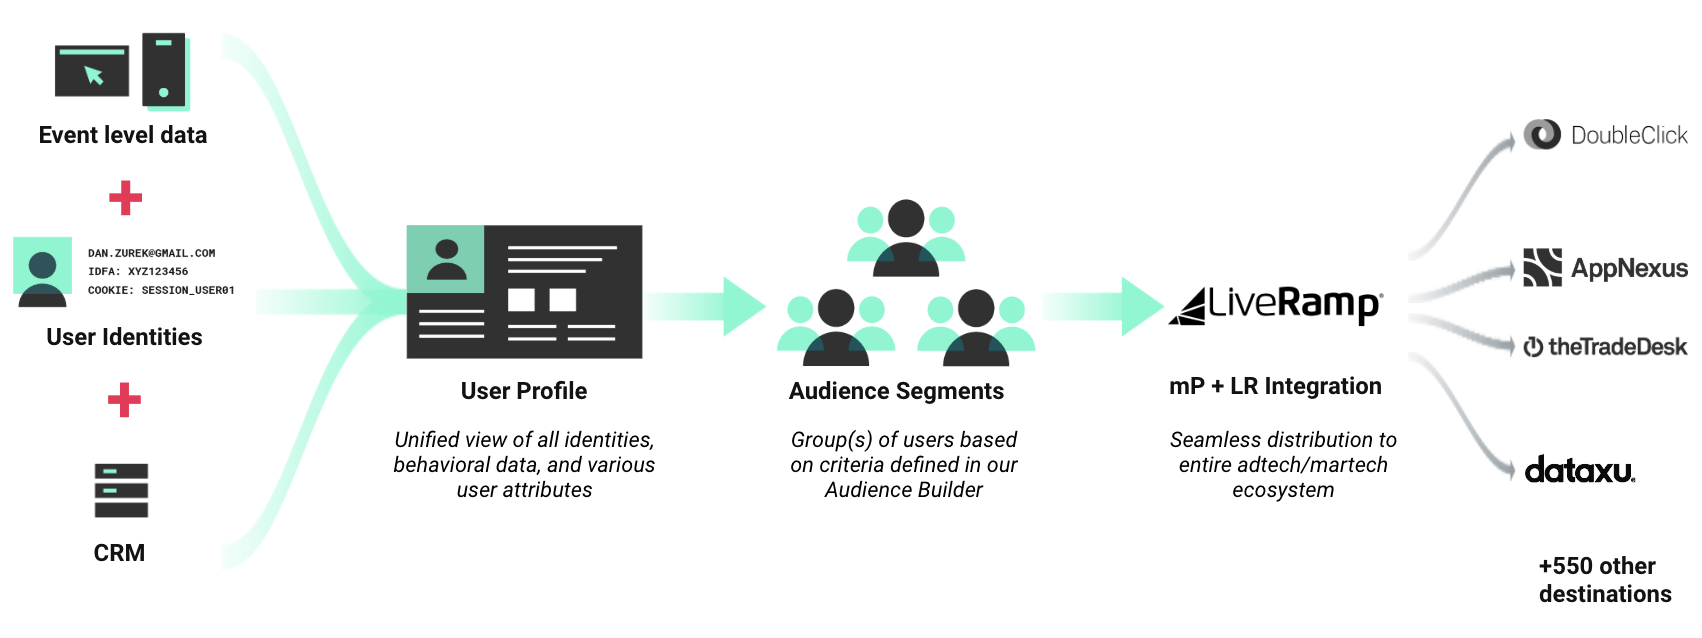 Event level data
DAN.ZUREK@GMAIL.COM
IDFA: XYZ123456
COOKIE: SESSION_USER01
User Identities
CRM
User Profile
Unified view of all identities,
behavioral data, and various
user attributes
Audience Segments
Group(s) of users based
on criteria defined in our
Audience Builder
LiveRamp
mP + LR Integration
Seamless distribution to
entire adtech/martech
ecosystem
DoubleClick
AppNexus
theTradeDesk
dataxu.
+550 other
destinations